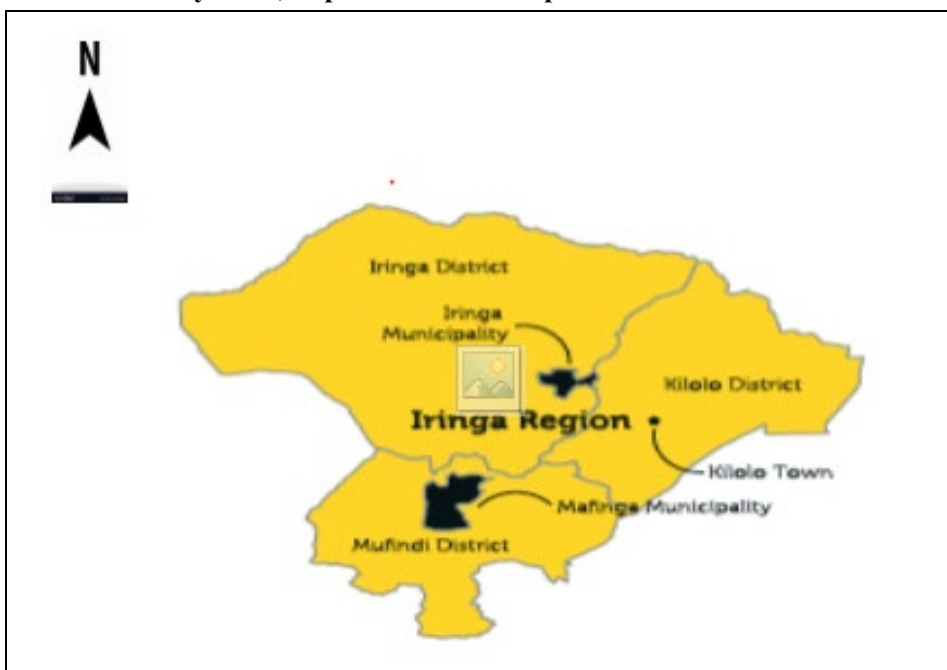 N
Iringa District
Iringa
Municipality
Kilolo District
Iringa Region
Kilolo Town
Mafinga Municipality
Mufindi District